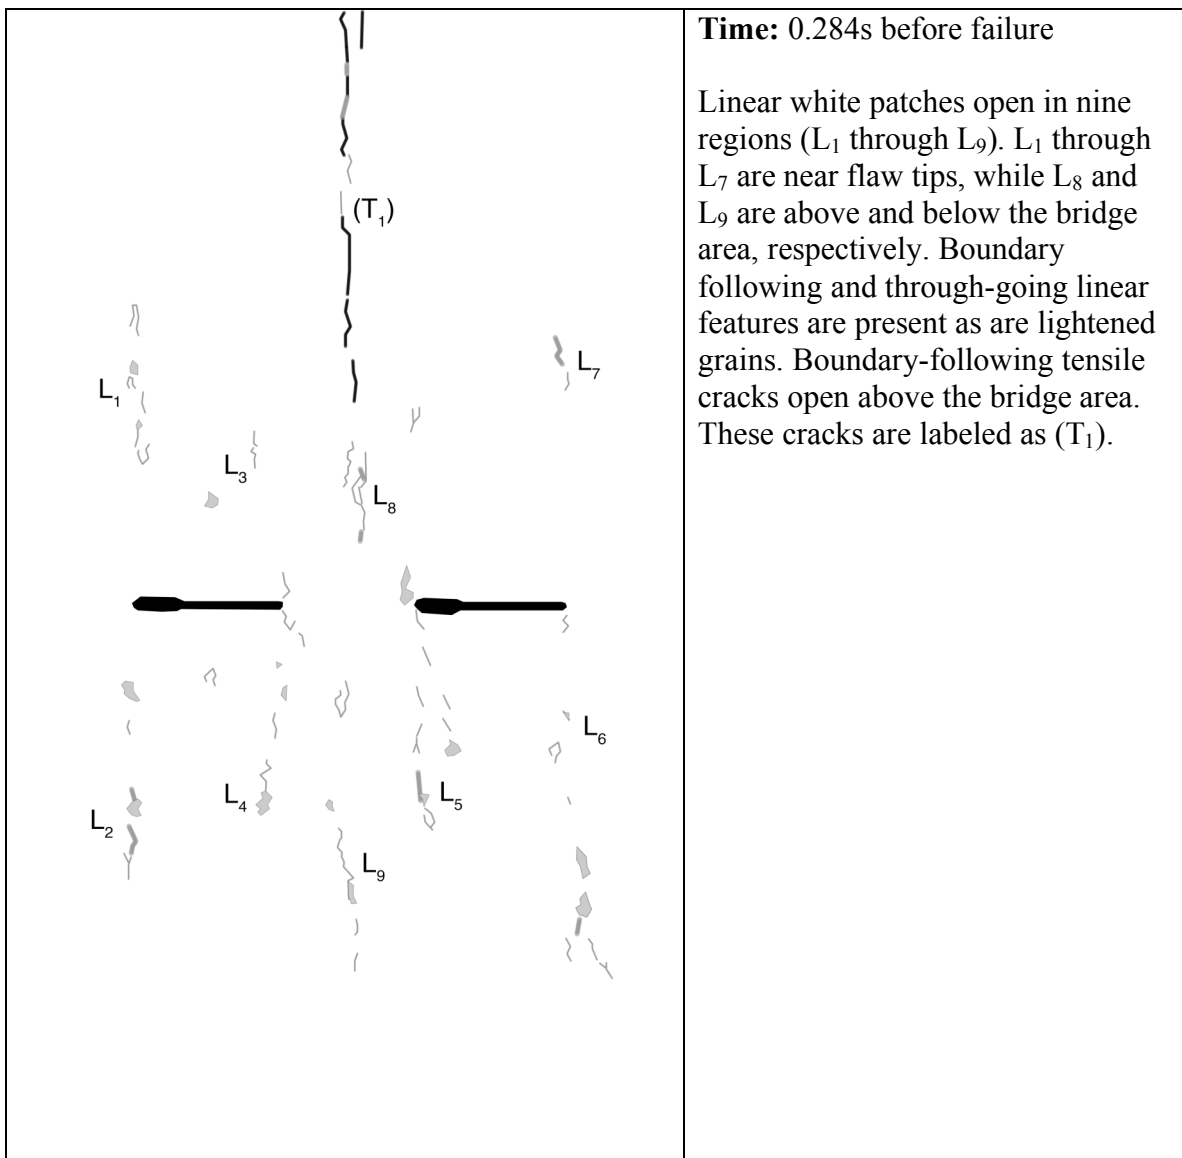 Time: 0.284s before failure
Linear white patches open in nine
regions (L₁ through L₉). L₁ through
L₇ are near flaw tips, while L₈ and
L₉ are above and below the bridge
area, respectively. Boundary
following and through-going linear
features are present as are lightened
grains. Boundary-following tensile
cracks open above the bridge area.
These cracks are labeled as (T₁).
(T₁)
L₇
L₁
L₃
L₈
L₆
L₄
L₅
L₂
L₉